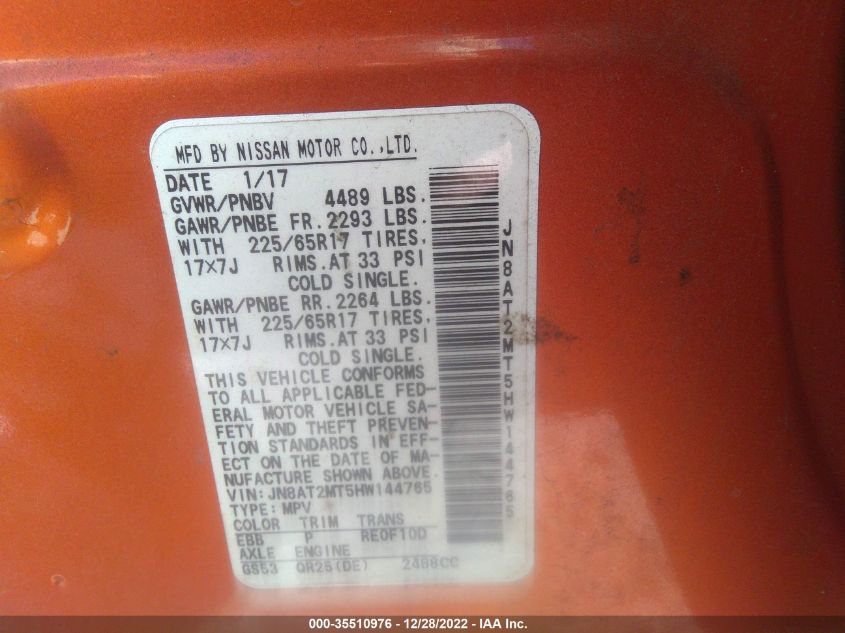 MFD BY NISSAN MOTOR CO.,LTD.
DATE 1/17
GVWR/PNBV 4489 LBS.
GAWR/PNBE FR. 2293 LBS.
WITH 225/65R17 TIRES,
17X7J RIMS. AT 33 PSI
COLD SINGLE.
GAWR/PNBE RR. 2264 LBS.
WITH 225/65R17 TIRES,
17X7J RIMS. AT 33 PSI
COLD SINGLE.
THIS VEHICLE CONFORMS
TO ALL APPLICABLE FED-
ERAL MOTOR VEHICLE SA-
FETY AND THEFT PREVEN-
TION STANDARDS IN EFF-
ECT ON THE DATE OF MA-
NUFACTURE SHOWN ABOVE.
VIN:JN8AT2MT5HW144765
TYPE: MPV
COLOR TRIM TRANS
EBB P RE0F10D
AXLE ENGINE
GS53 QR25(DE) 2488CC
JN8AT2MT5HW144765
000-35510976 - 12/28/2022 - IAA Inc.